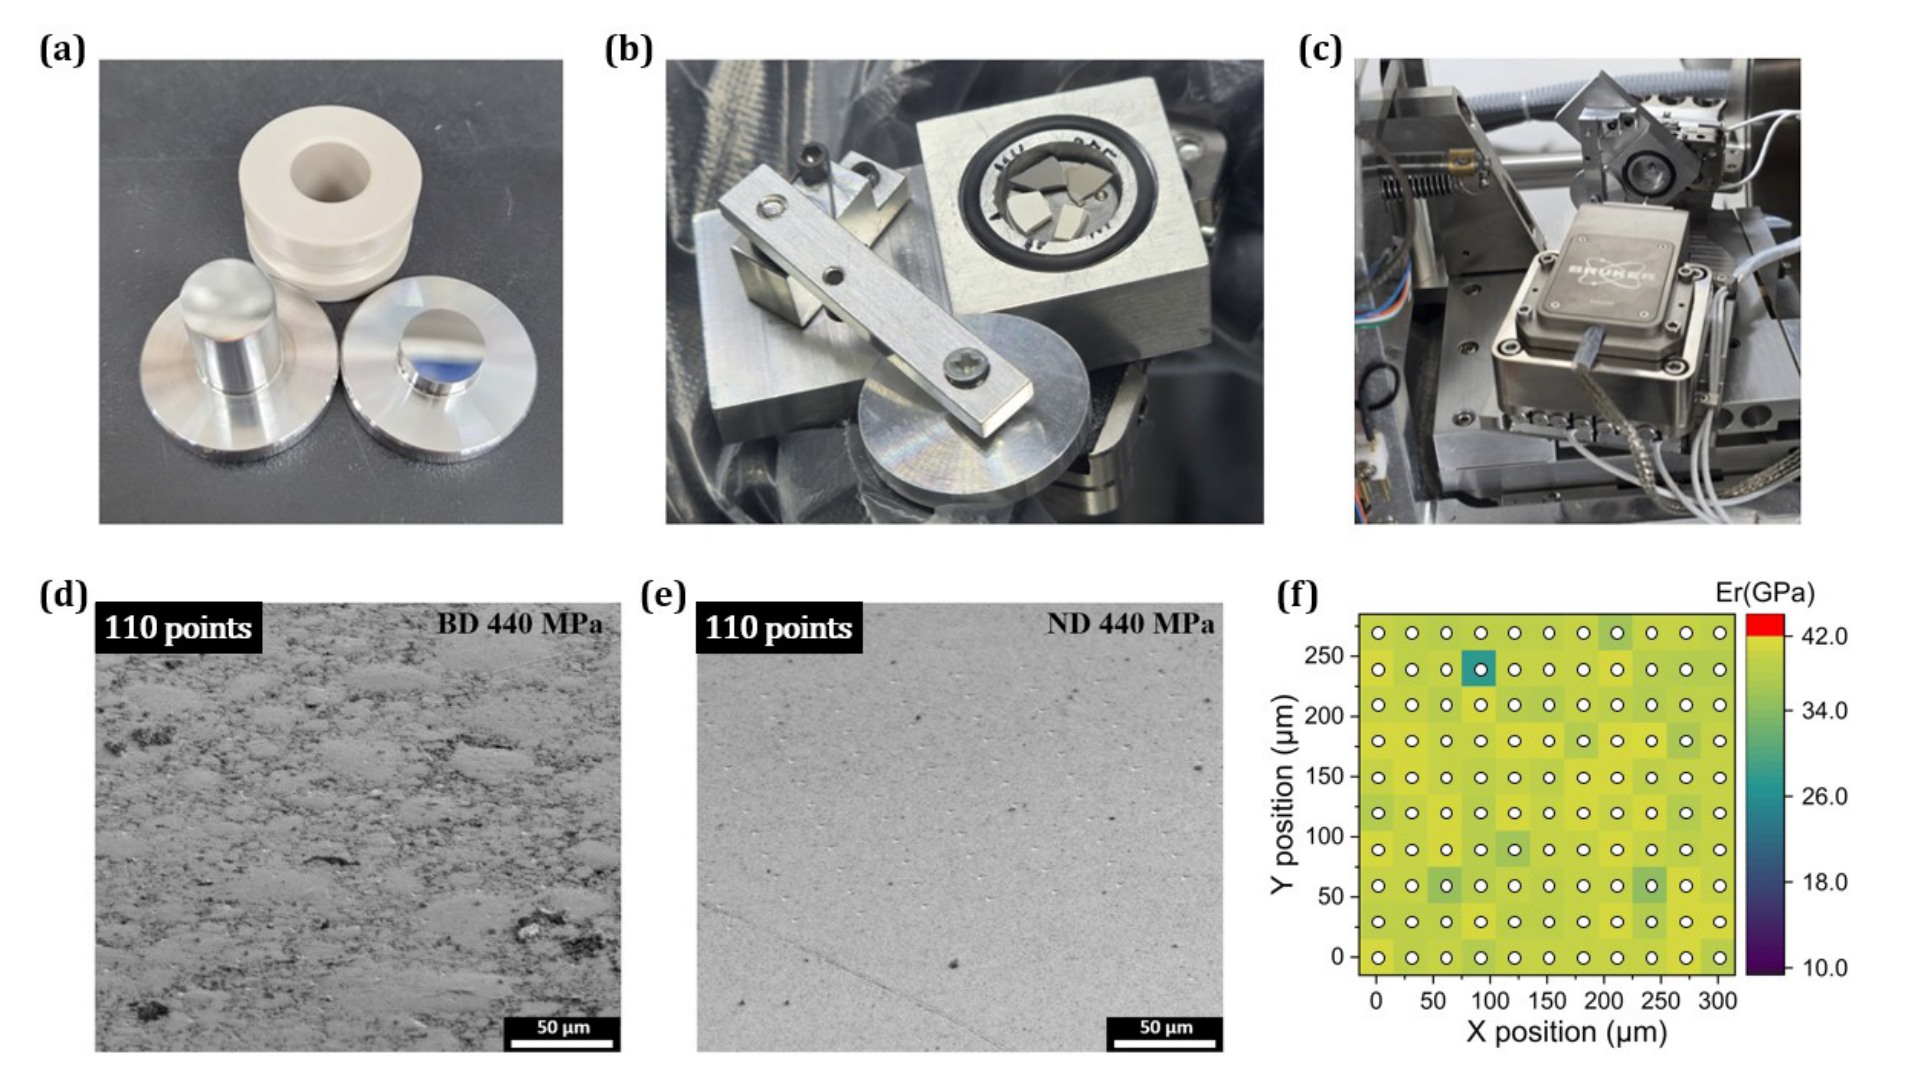 (a)
(b)
(c)
BRUKER
(d)
110 points
BD 440 MPa
50 µm
(e)
110 points
ND 440 MPa
50 µm
(f)
Er(GPa)
42.0
34.0
26.0
18.0
10.0
Y position (µm)
250
200
150
100
50
0
0 50 100 150 200 250 300
X position (µm)